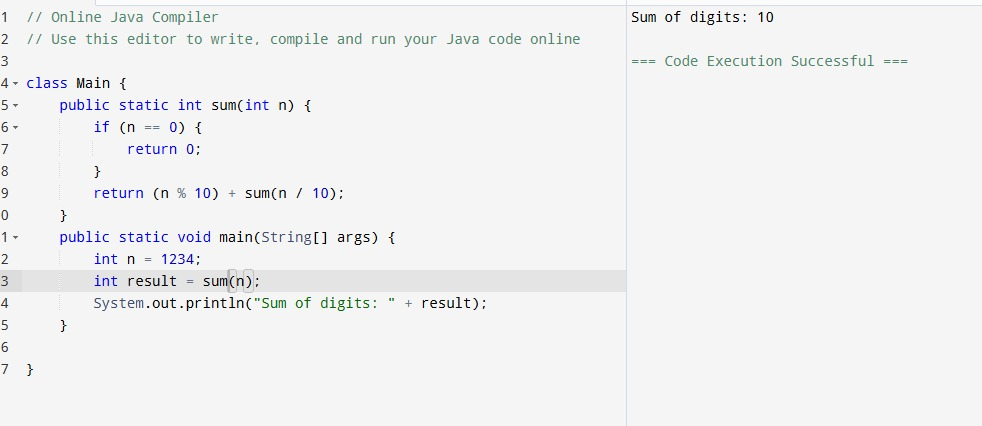 1 // Online Java Compiler
2 // Use this editor to write, compile and run your Java code online
3
4 class Main {
5     public static int sum(int n) {
6         if (n == 0) {
7             return 0;
8         }
9         return (n % 10) + sum(n / 10);
0     }
1     public static void main(String[] args) {
2         int n = 1234;
3         int result = sum(n);
4         System.out.println("Sum of digits: " + result);
5     }
6
7 }
Sum of digits: 10
=== Code Execution Successful ===